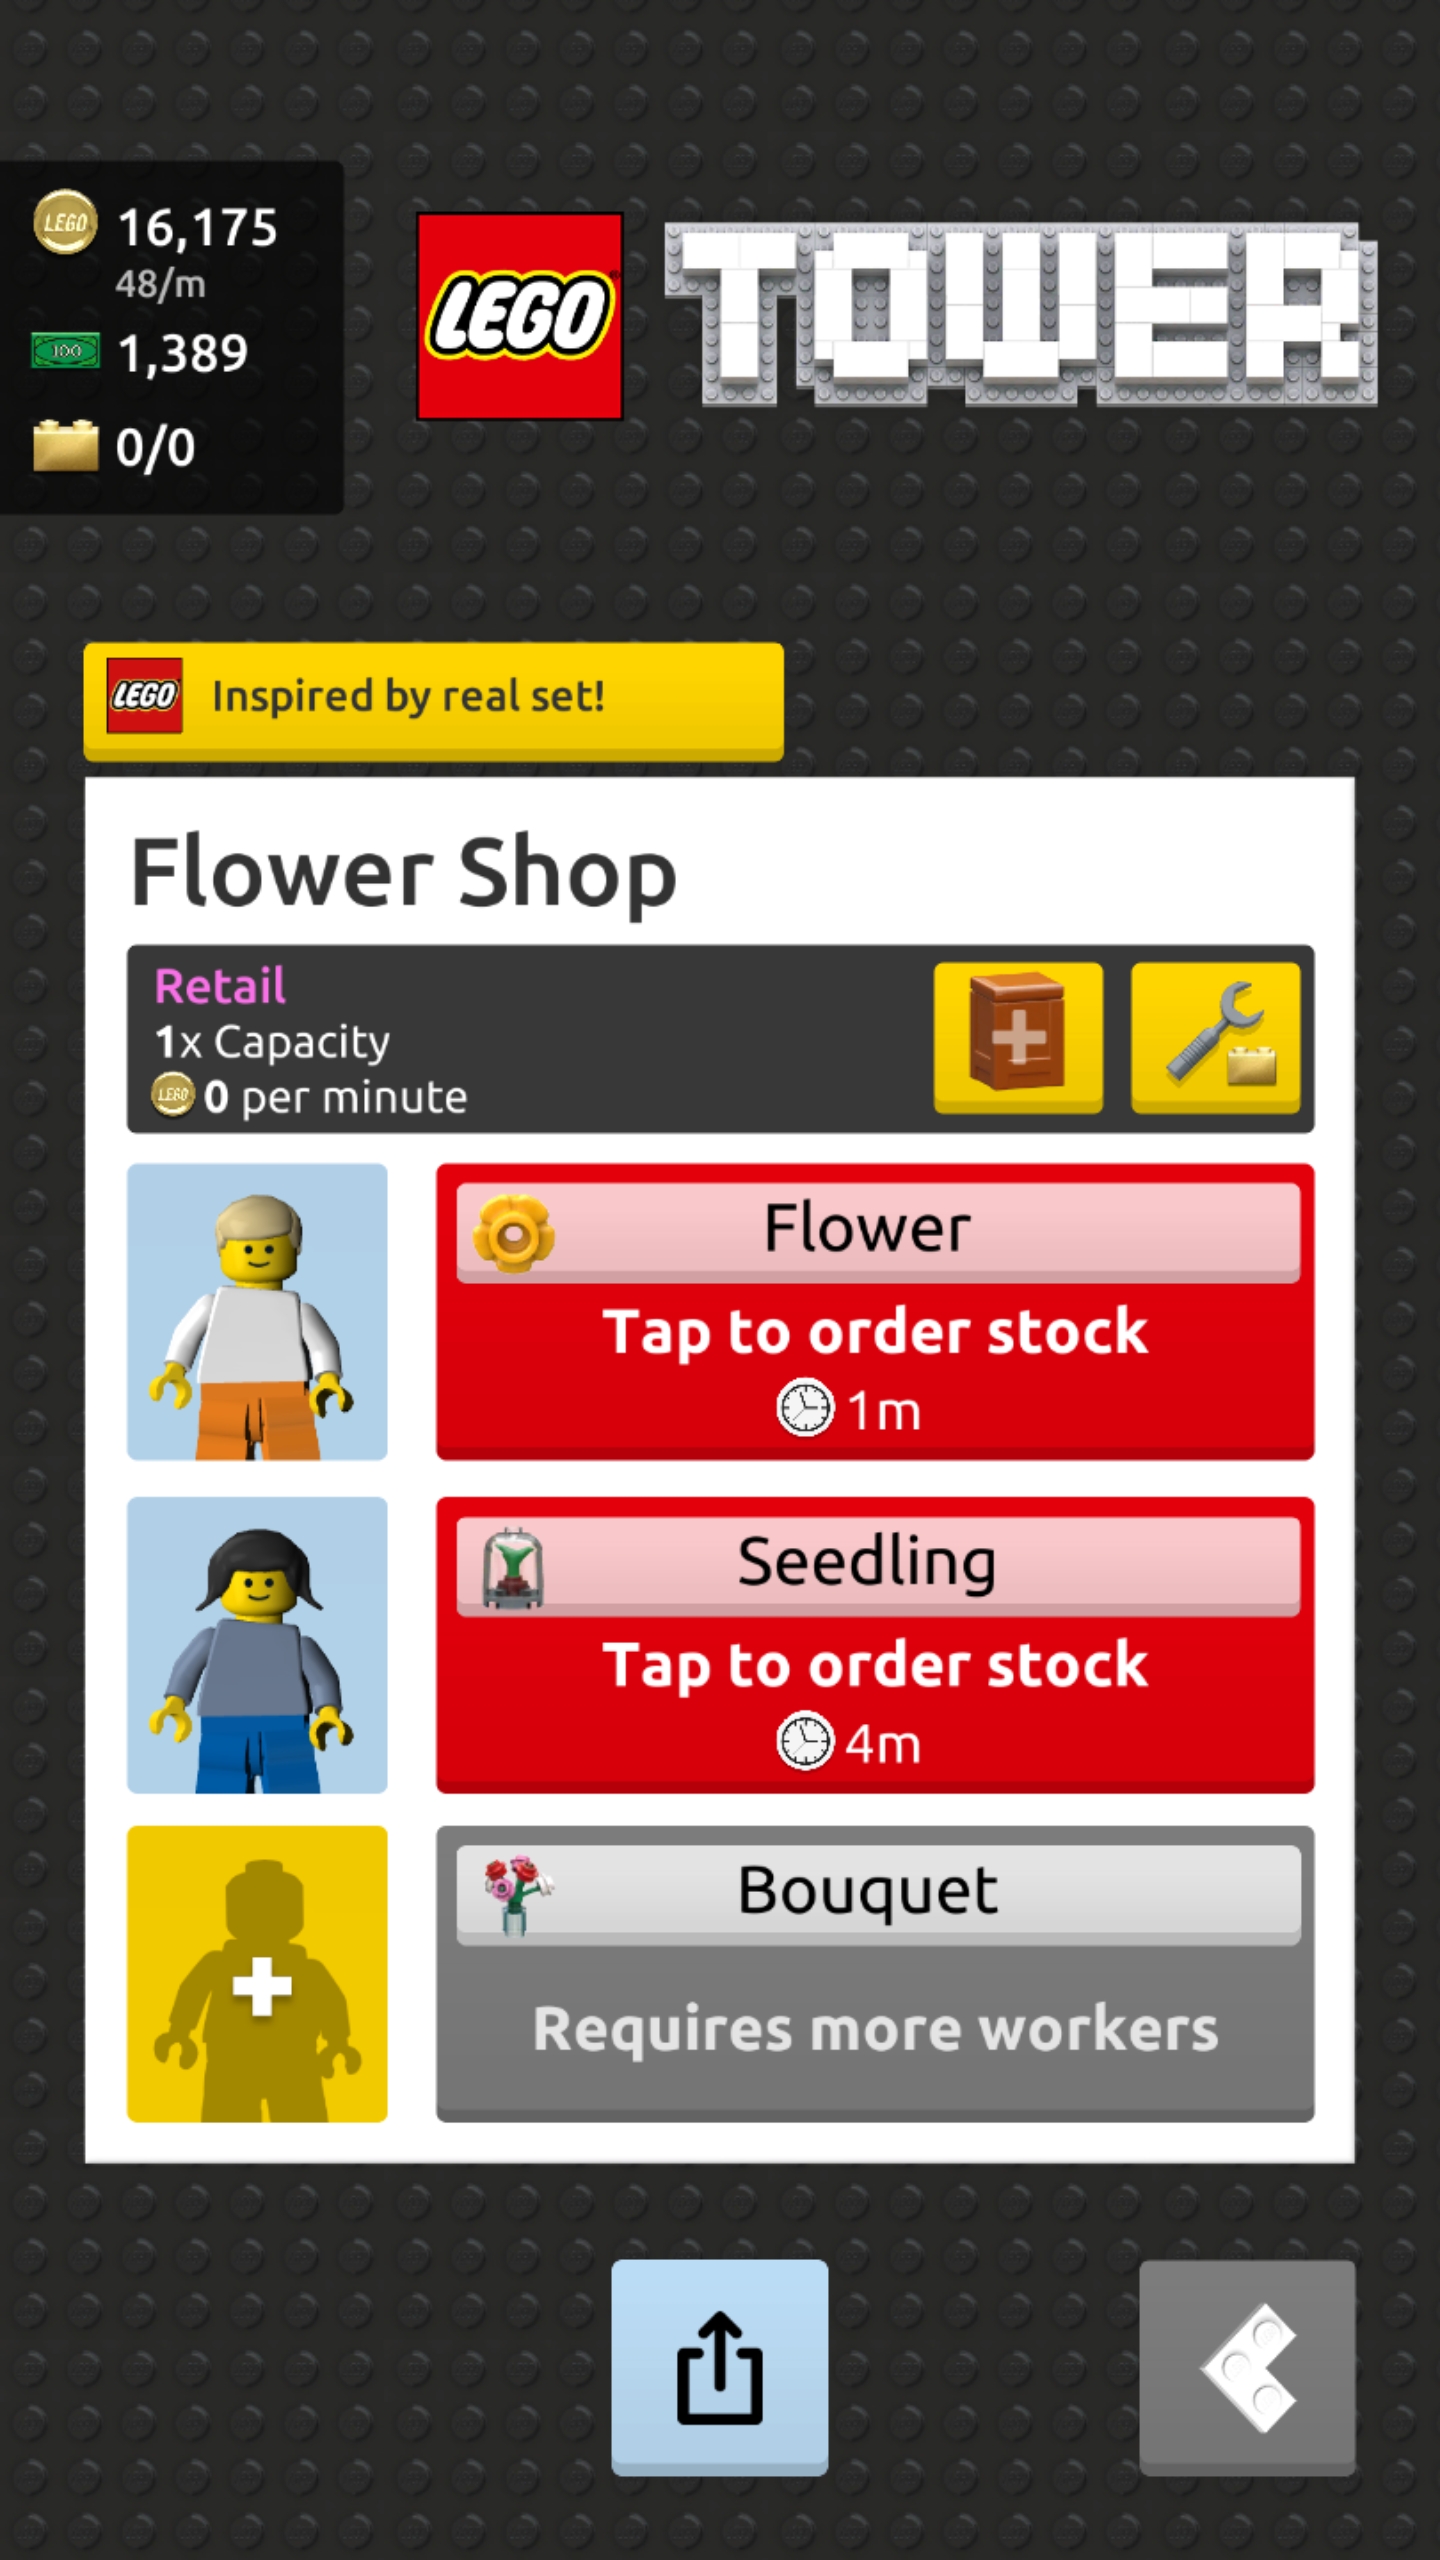 LEGO
16,175
48/m
100
1,389
0/0
LEGO
TOWER
LEGO
Inspired by real set!
Flower Shop
Retail
1x Capacity
LEGO
0 per minute
Flower
Tap to order stock
1m
Seedling
Tap to order stock
4m
Bouquet
Requires more workers